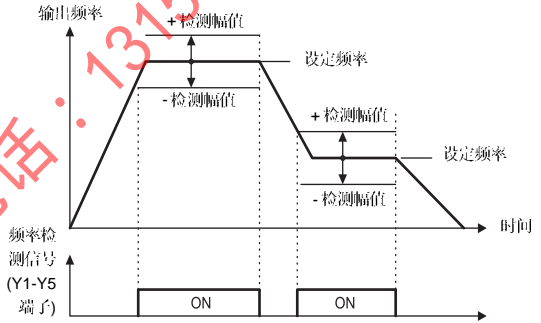 输出频率
+检测幅值
设定频率
-检测幅值
+检测幅值
设定频率
-检测幅值
时间
频率检
测信号
(Y1-Y5
端子)
ON
ON
话：1315